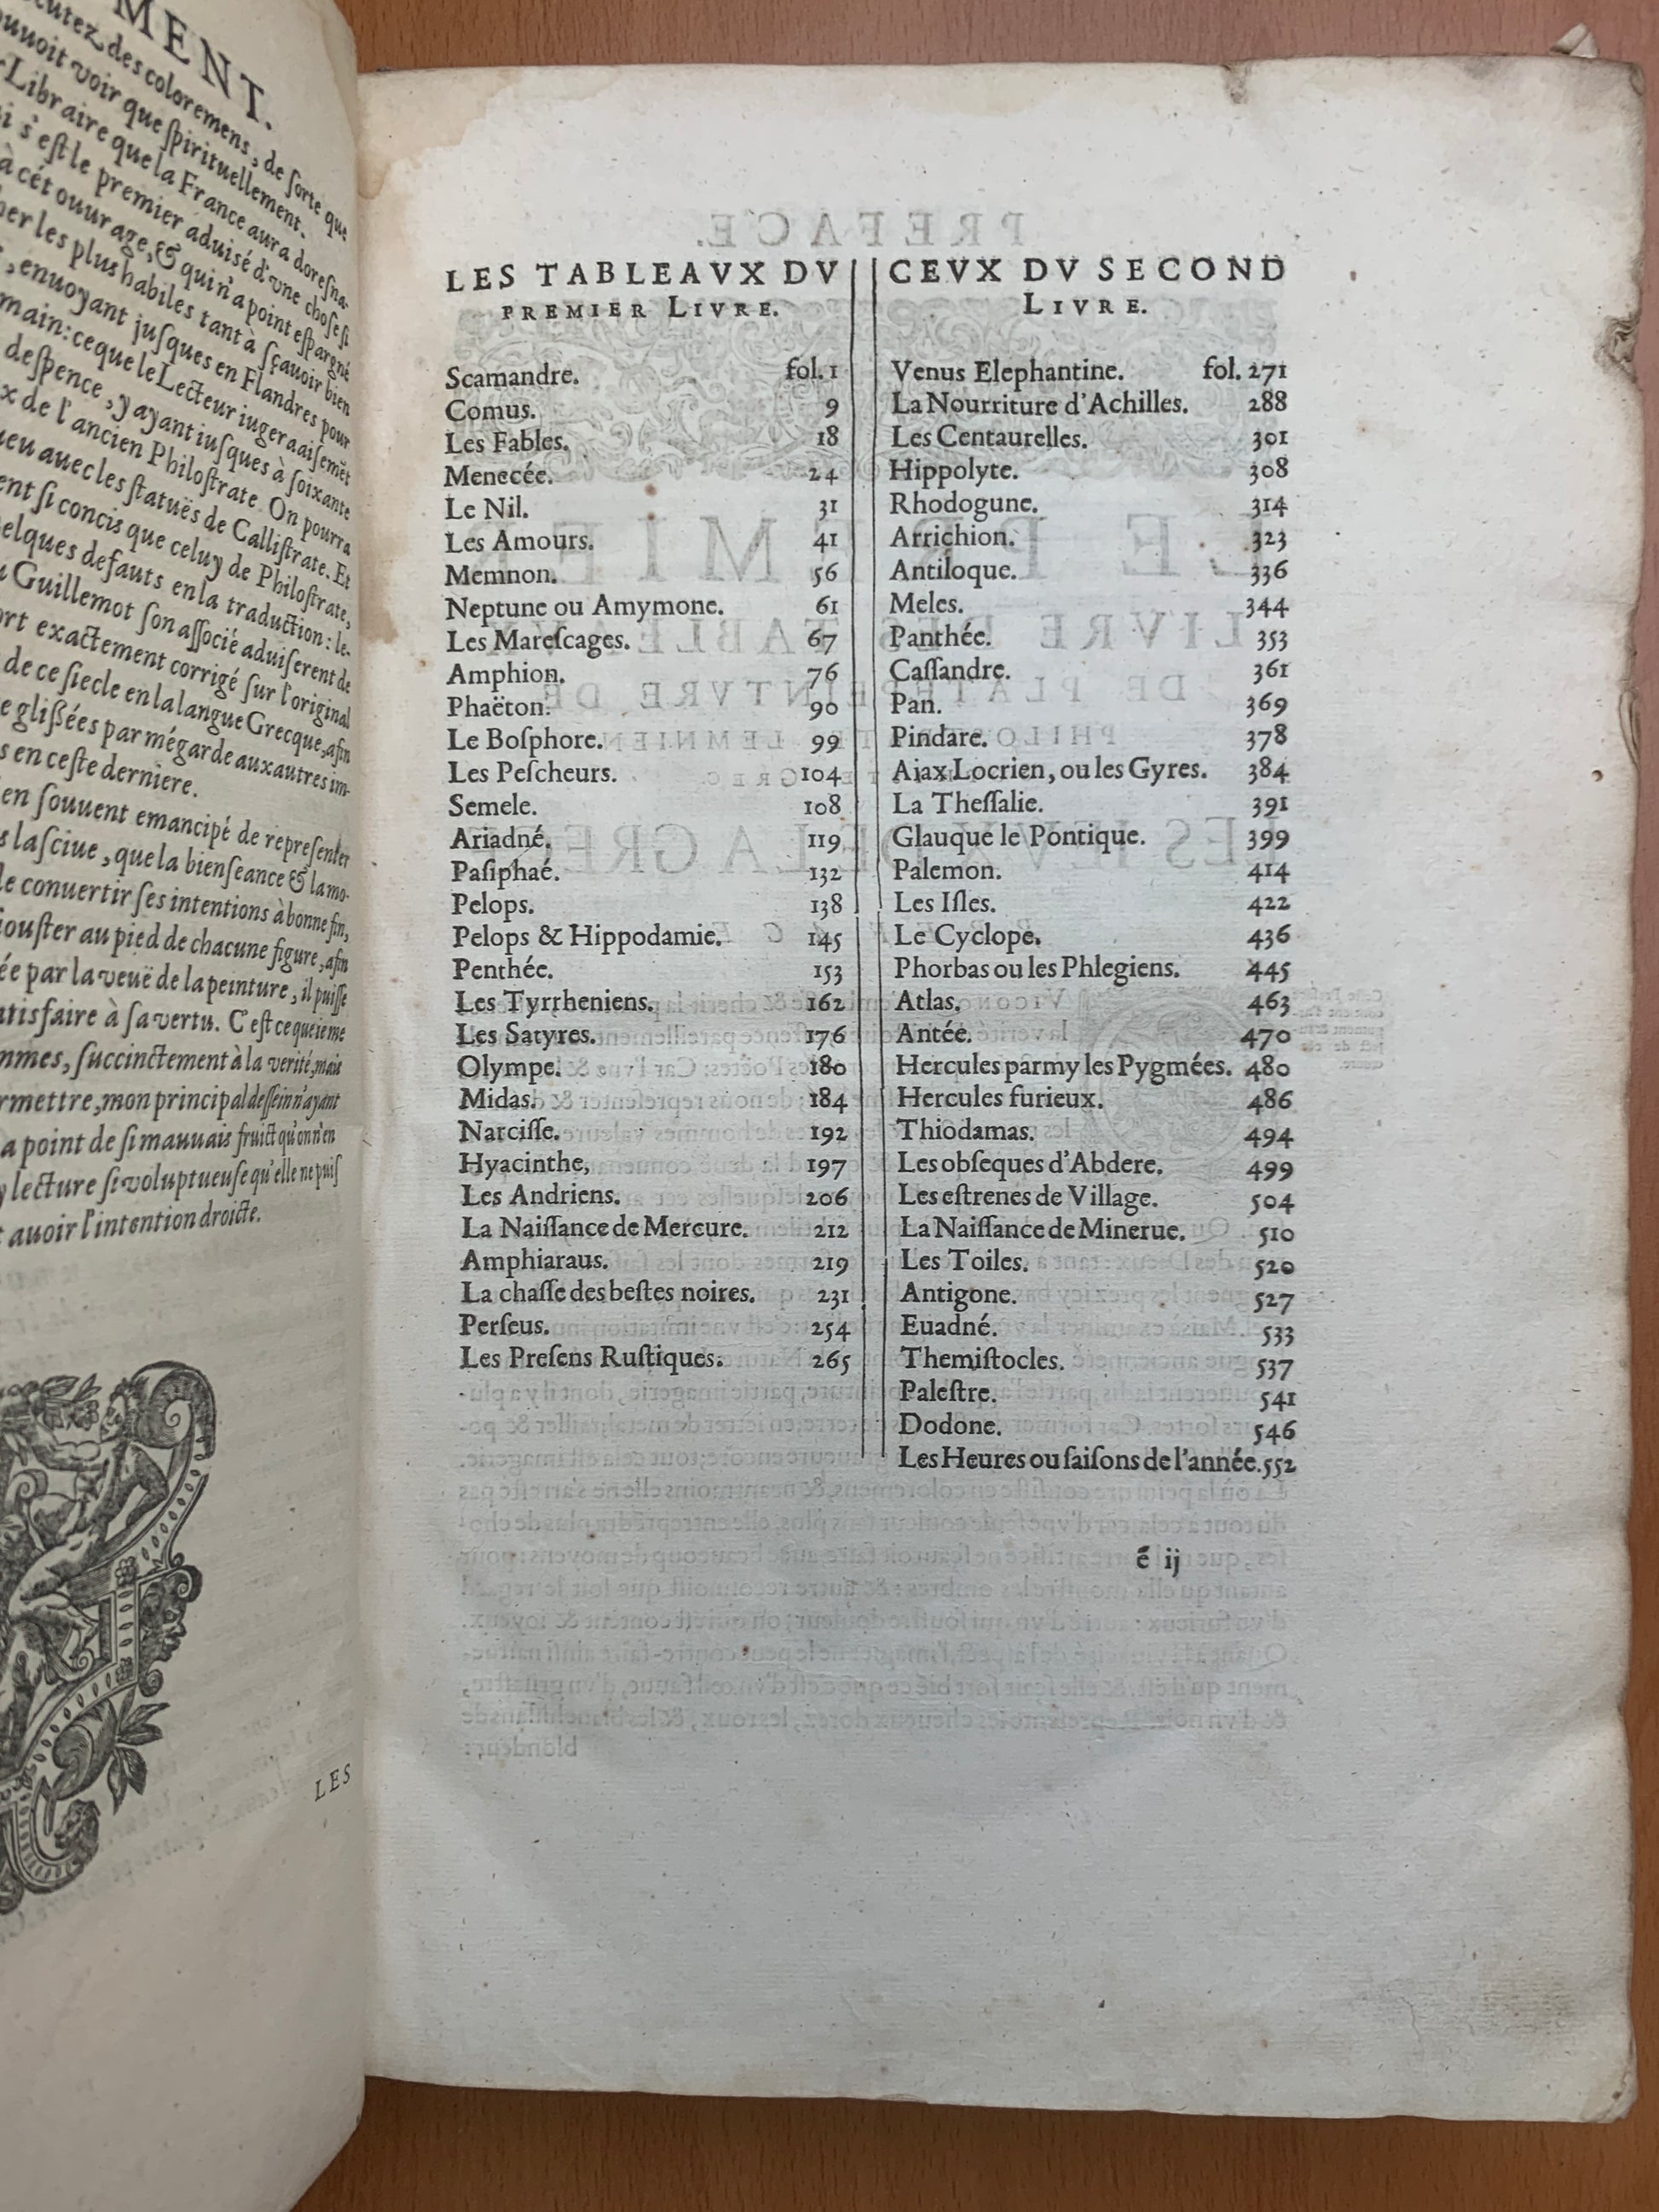 MENT.
des coloremens, de ſorte que
voir que ſpirituellement.
Libraire que la France aura doreſna-
s'eſt le premier aduisé d'vne choſe ſi
à cét ouurage, & qui n'a point eſpargné
les plus habiles tant à ſçauoir bien
, enuoyant juſques en Flandres pour
main: ce que le Lecteur iugera aiſemēt
deſpence, y ayant iuſques à ſoixante
de l'ancien Philoſtrate. On pourra
auec les ſtatuës de Calliſtrate. Et
ſi concis que celuy de Philoſtrate,
quelques defauts en la traduction: le-
Guillemot ſon aſſocié aduiſerent de
exactement corrigé ſur l'original
de ce ſiecle en la langue Grecque, afin
glißées par mégarde aux autres im-
en ceſte derniere.
en ſouuent emancipé de repreſenter
laſciue, que la bienſeance & la mo-
conuertir ſes intentions à bonne fin,
au pied de chacune figure, afin
par la veuë de la peinture, il puiſſe
à ſa vertu. C'eſt ce que ie me
ſuccinctement à la verité, mais
mon principal deſſein n'ayant
a point de ſi mauuais fruict qu'on n'en
lecture ſi voluptueuſe qu'elle ne puiſ
auoir l'intention droicte.
LES
LES TABLEAVX DV
PREMIER LIVRE.
Scamandre. fol. 1
Comus. 9
Les Fables. 18
Menecée. 24
Le Nil. 31
Les Amours. 41
Memnon. 56
Neptune ou Amymone. 61
Les Mareſcages. 67
Amphion. 76
Phaëton. 90
Le Boſphore. 99
Les Peſcheurs. 104
Semele. 108
Ariadné. 119
Paſiphaé. 132
Pelops. 138
Pelops & Hippodamie. 145
Penthée. 153
Les Tyrrheniens. 162
Les Satyres. 176
Olympe. 180
Midas. 184
Narciſſe. 192
Hyacinthe, 197
Les Andriens. 206
La Naiſſance de Mercure. 212
Amphiaraus. 219
La chaſſe des beſtes noires. 231
Perſeus. 254
Les Preſens Ruſtiques. 265
CEVX DV SECOND
LIVRE.
Venus Elephantine. fol. 271
La Nourriture d'Achilles. 288
Les Centaurelles. 301
Hippolyte. 308
Rhodogune. 314
Arrichion. 323
Antiloque. 336
Meles. 344
Panthée. 353
Caſſandre. 361
Pan. 369
Pindare. 378
Aiax Locrien, ou les Gyres. 384
La Theſſalie. 391
Glauque le Pontique. 399
Palemon. 414
Les Iſles. 422
Le Cyclope. 436
Phorbas ou les Phlegiens. 445
Atlas. 463
Antée. 470
Hercules parmy les Pygmées. 480
Hercules furieux. 486
Thiodamas. 494
Les obſeques d'Abdere. 499
Les eſtrenes de Village. 504
La Naiſſance de Minerue. 510
Les Toiles. 520
Antigone. 527
Euadné. 533
Themiſtocles. 537
Paleſtre. 541
Dodone. 546
Les Heures ou ſaiſons de l'année. 552
é ij